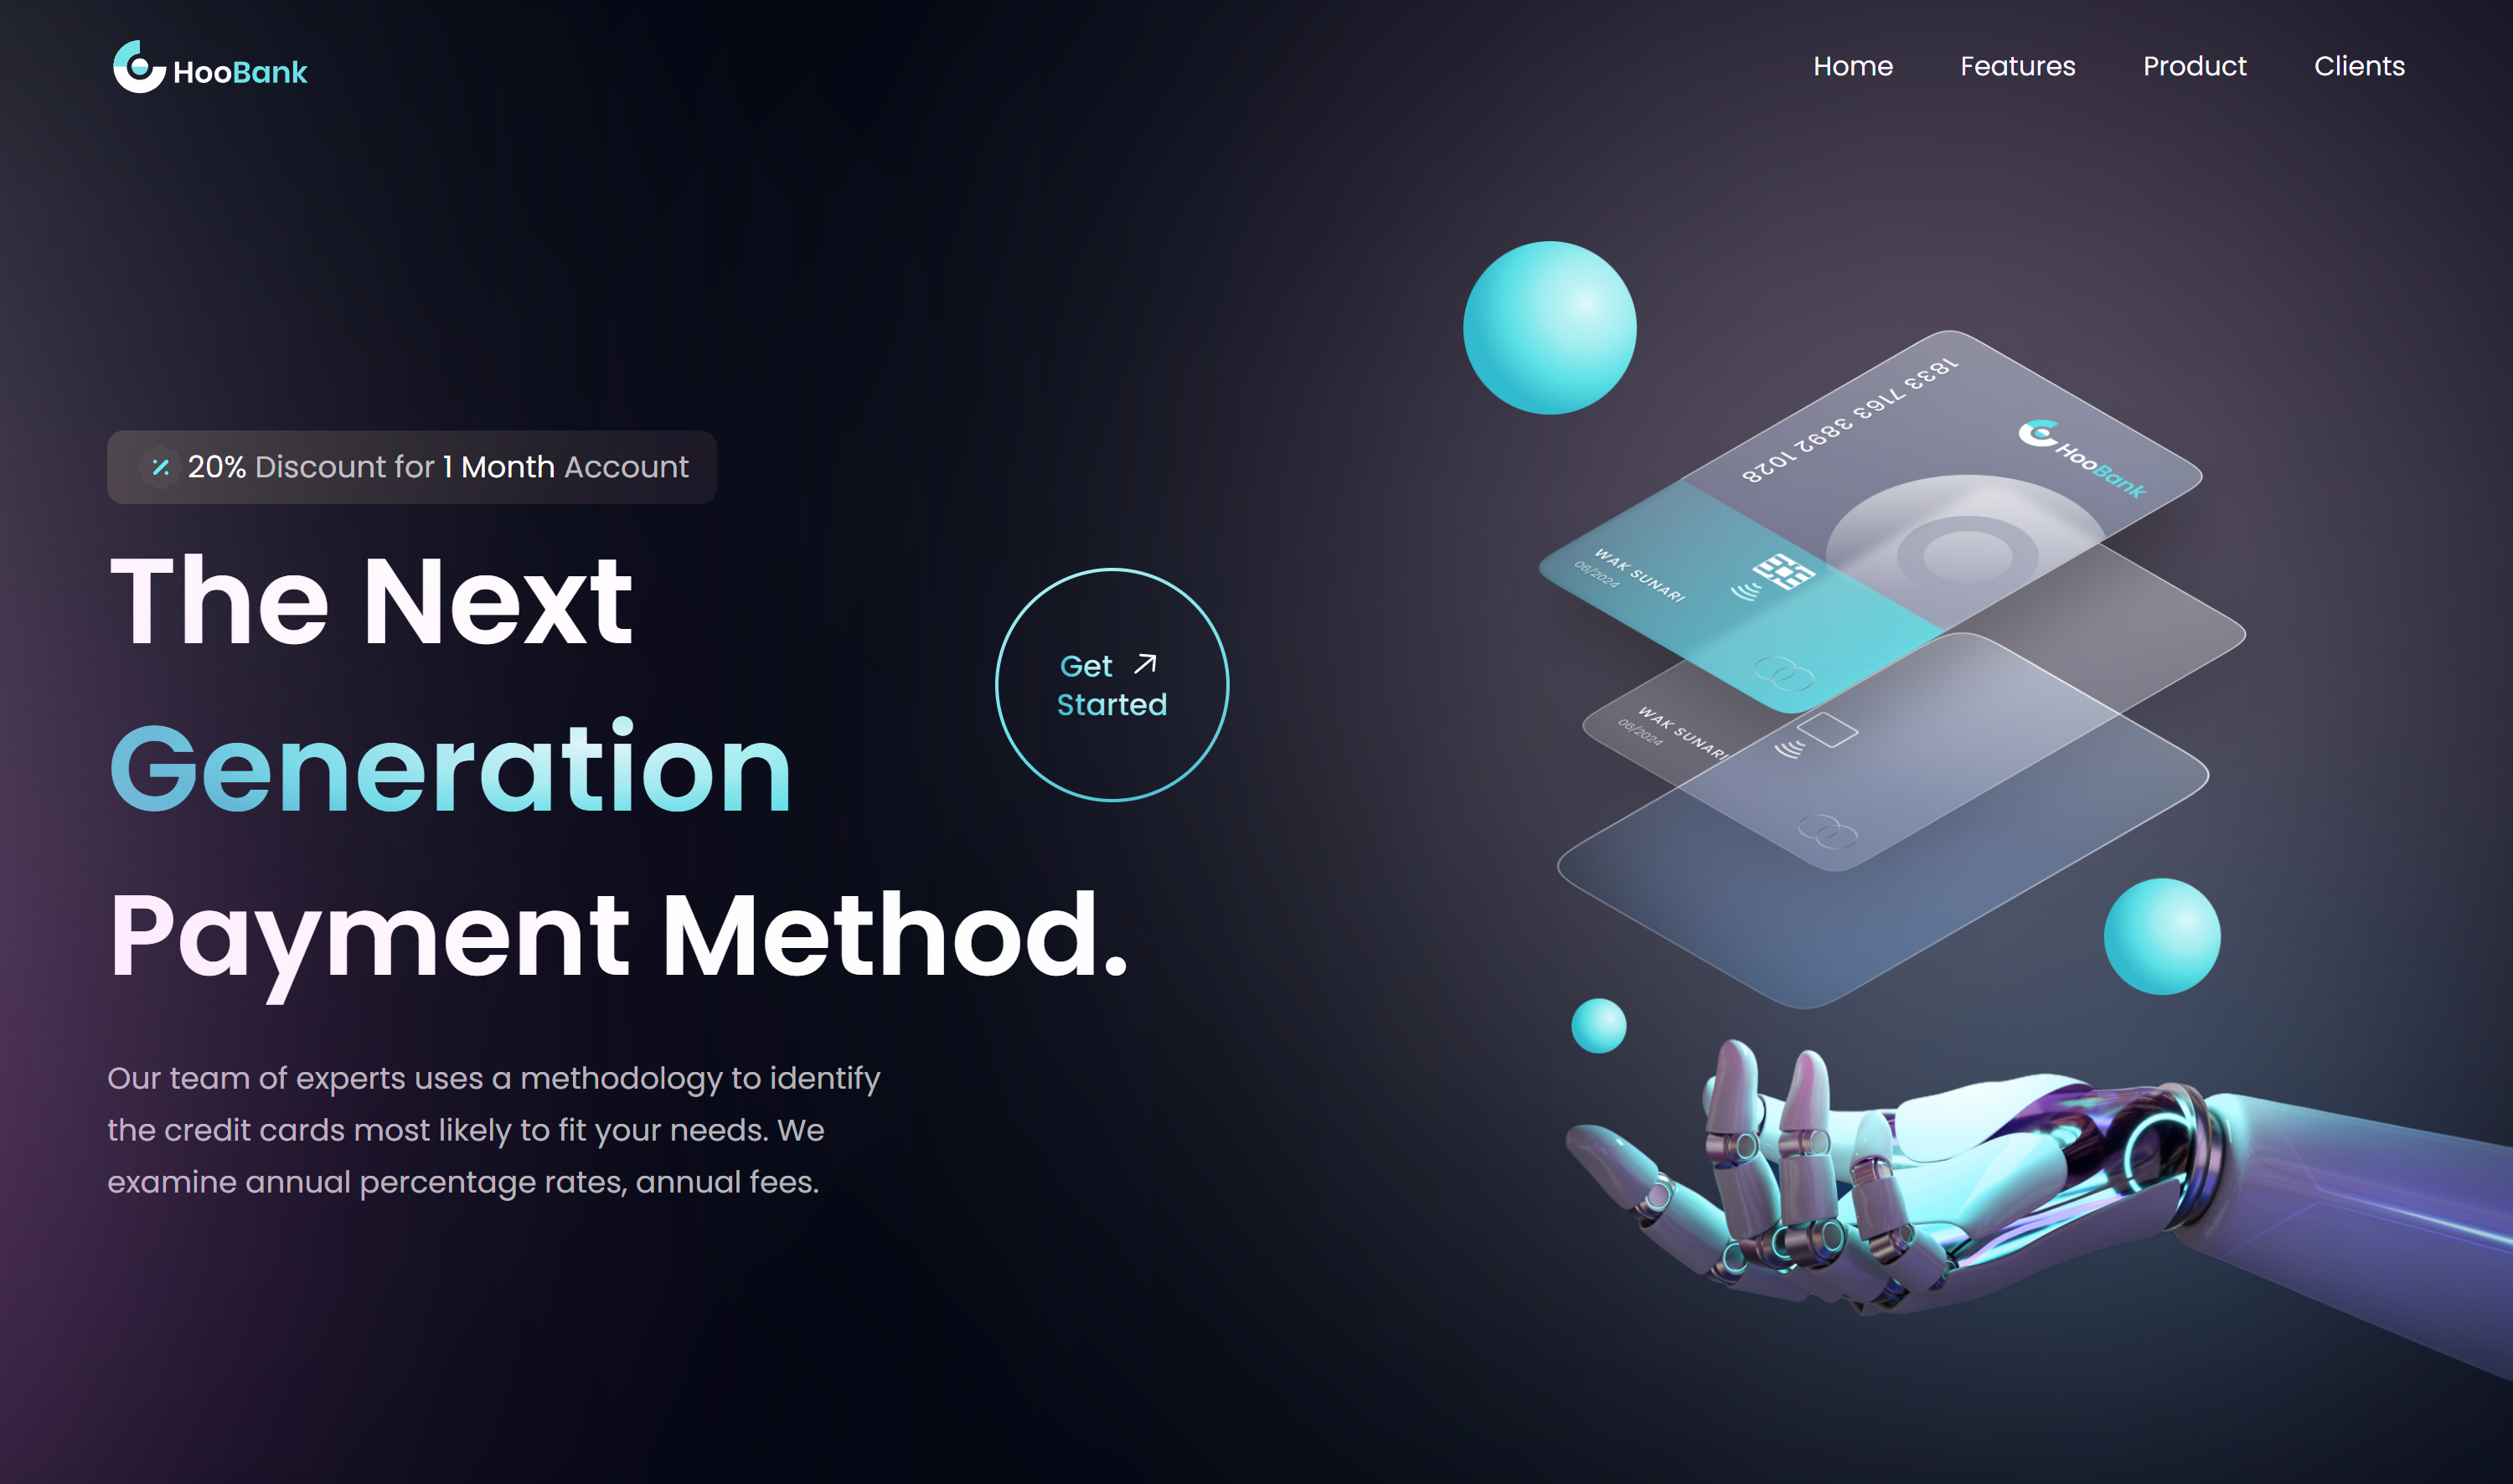 HooBank
Home Features Product Clients
20% Discount for 1 Month Account
The Next
Generation
Payment Method.
Get
Started
Our team of experts uses a methodology to identify
the credit cards most likely to fit your needs. We
examine annual percentage rates, annual fees.
1833 7163 3892 1028
HooBank
WAK SUNARI
06/2024
WAK SUNARI
06/2024